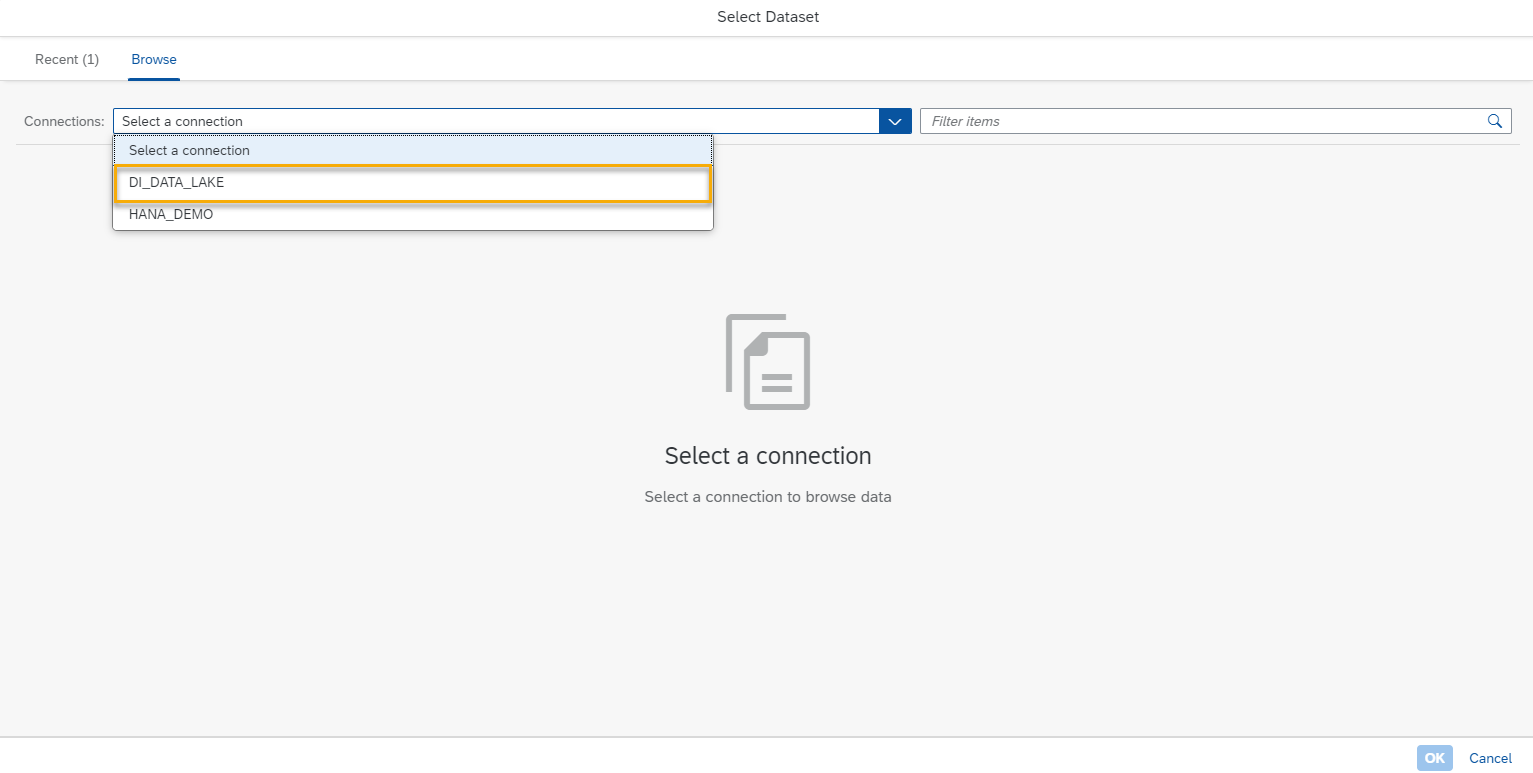 Select Dataset
Recent (1)
Browse
Connections:
Select a connection
Filter items
Select a connection
DI_DATA_LAKE
HANA_DEMO
Select a connection
Select a connection to browse data
OK
Cancel